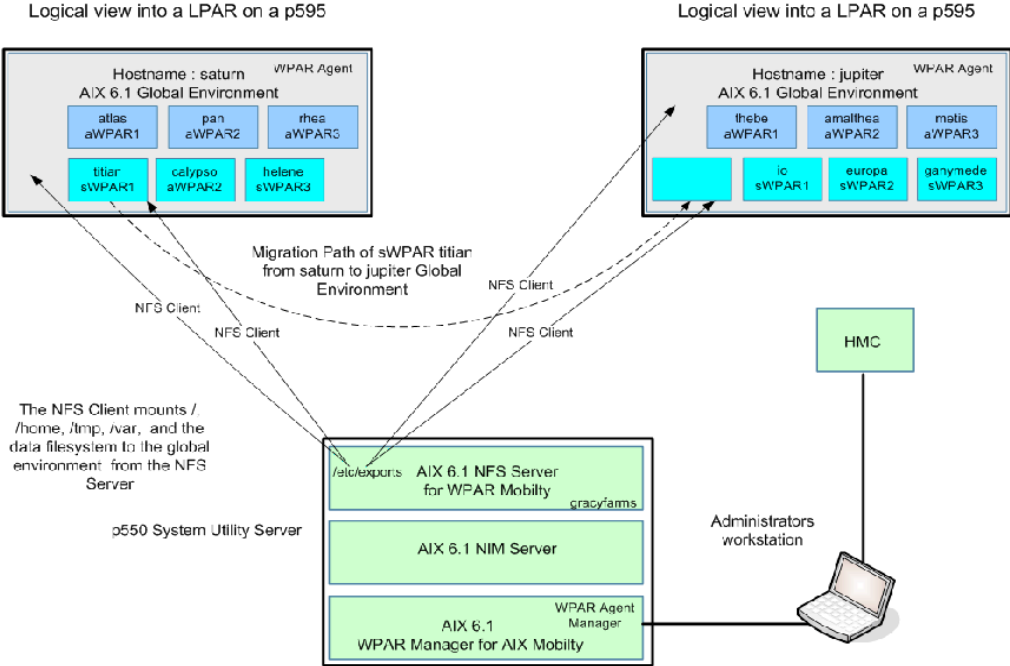 Logical view into a LPAR on a p595
Logical view into a LPAR on a p595
Hostname : saturn
WPAR Agent
AIX 6.1 Global Environment
atlas
aWPAR1
pan
aWPAR2
rhea
aWPAR3
titian
sWPAR1
calypso
aWPAR2
helene
sWPAR3
Hostname : jupiter
WPAR Agent
AIX 6.1 Global Environment
thebe
aWPAR1
amalthea
aWPAR2
metis
aWPAR3
io
sWPAR1
europa
sWPAR2
ganymede
sWPAR3
Migration Path of sWPAR titian
from saturn to jupiter Global
Environment
NFS Client
NFS Client
NFS Client
NFS Client
HMC
The NFS Client mounts /,
/home, /tmp, /var, and the
data filesystem to the global
environment from the NFS
Server
/etc/exports
AIX 6.1 NFS Server
for WPAR Mobilty
gracyfarms
p550 System Utility Server
AIX 6.1 NIM Server
Administrators
workstation
WPAR Agent
Manager
AIX 6.1
WPAR Manager for AIX Mobilty